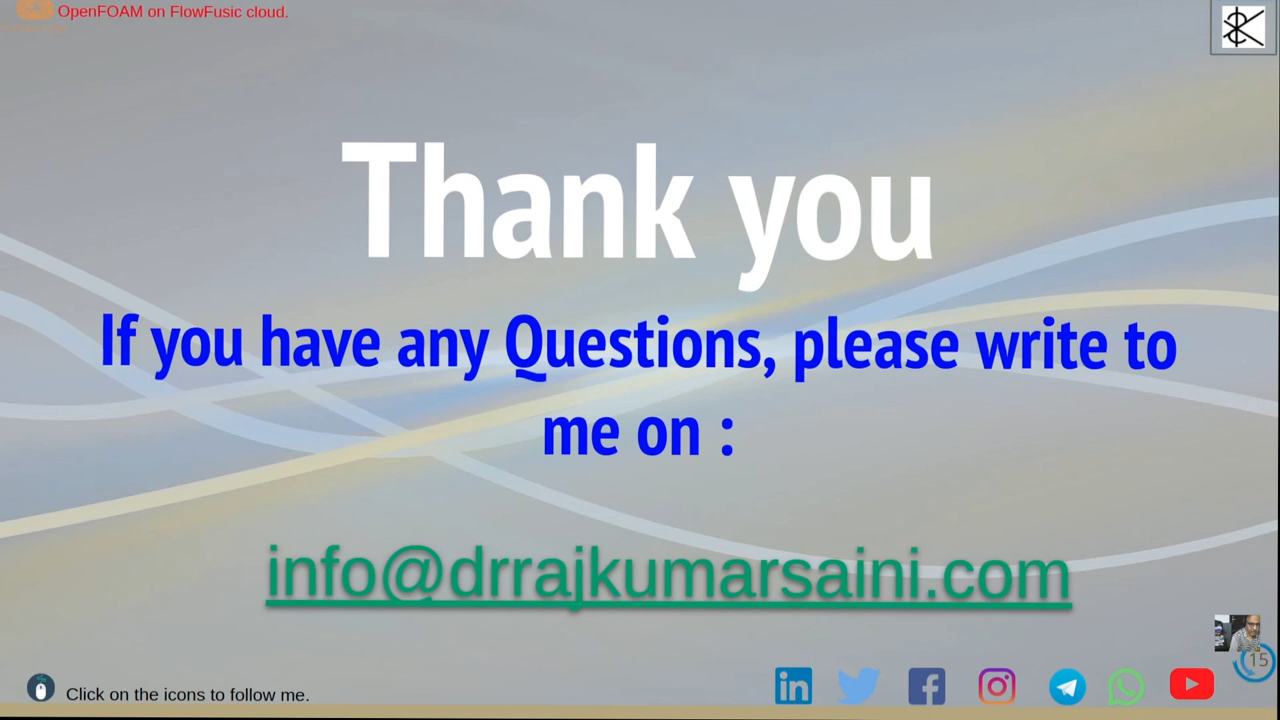 OpenFOAM on FlowFusic cloud.
Thank you
If you have any Questions, please write to
me on :
info@drrajkumarsaini.com
15
Click on the icons to follow me.